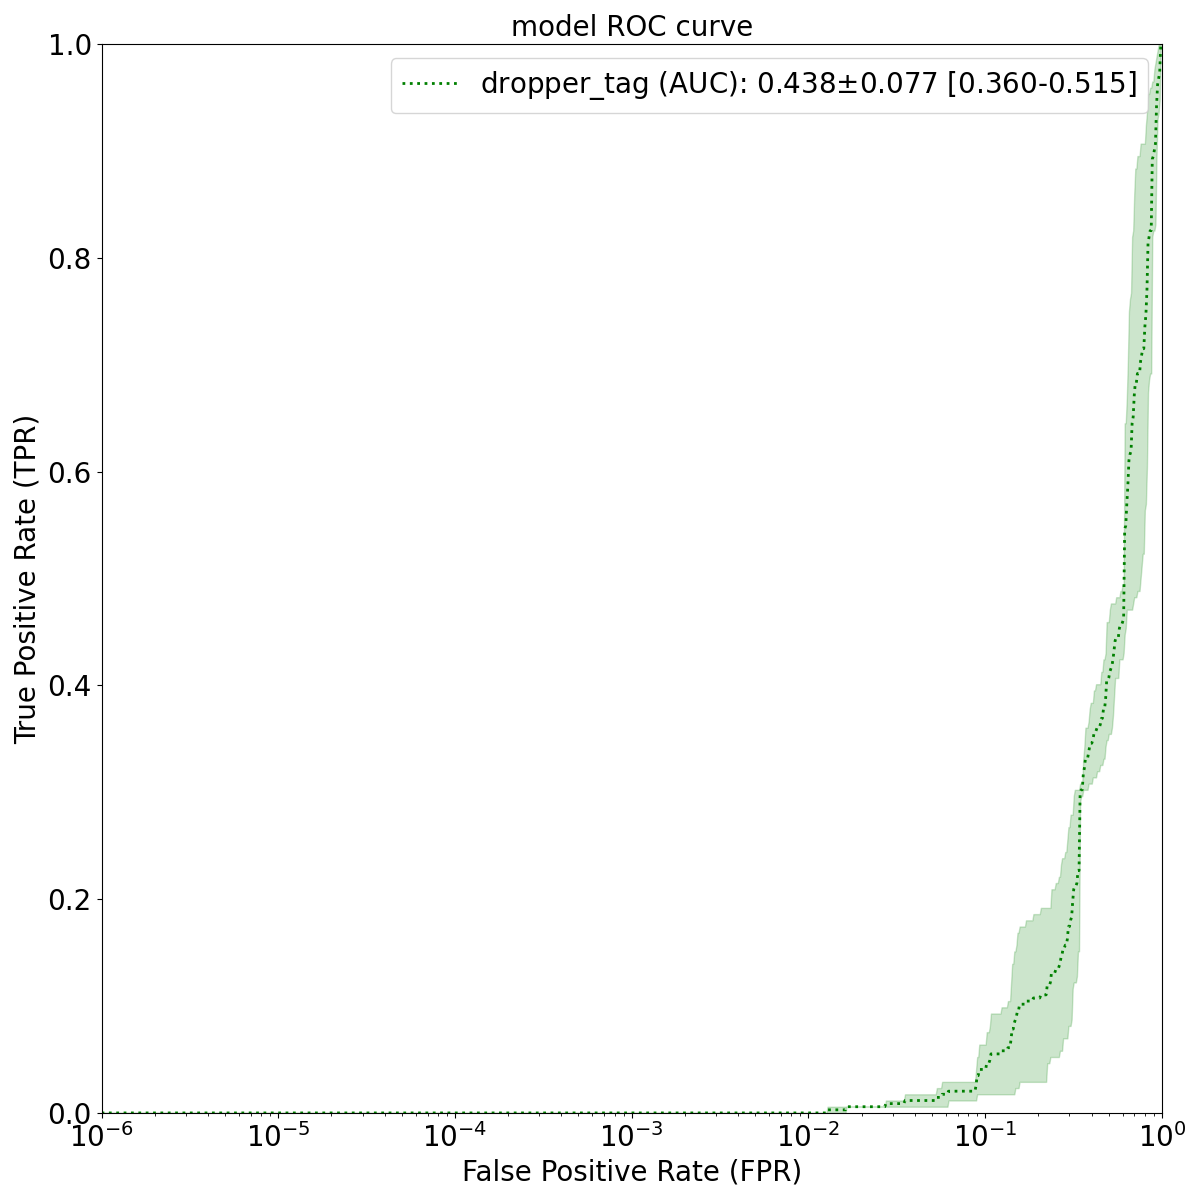 model ROC curve
dropper_tag (AUC): 0.438±0.077 [0.360-0.515]
1.0
0.8
0.6
0.4
0.2
0.0
True Positive Rate (TPR)
10⁻⁶ 10⁻⁵ 10⁻⁴ 10⁻³ 10⁻² 10⁻¹ 10⁰
False Positive Rate (FPR)